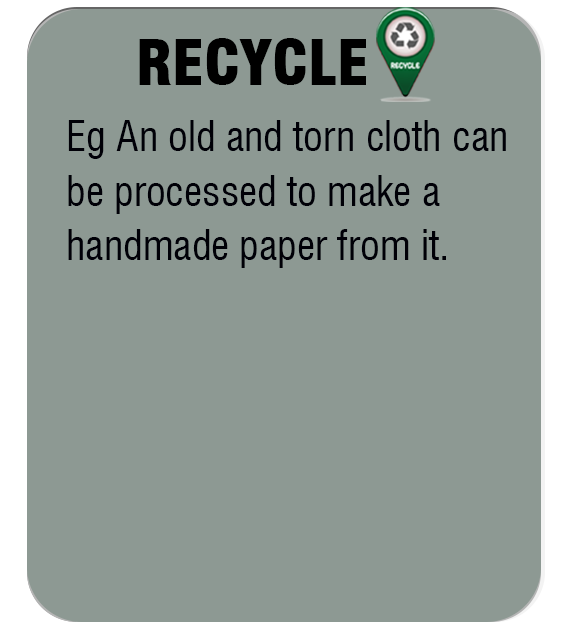 RECYCLE
RECYCLE
Eg An old and torn cloth can
be processed to make a
handmade paper from it.